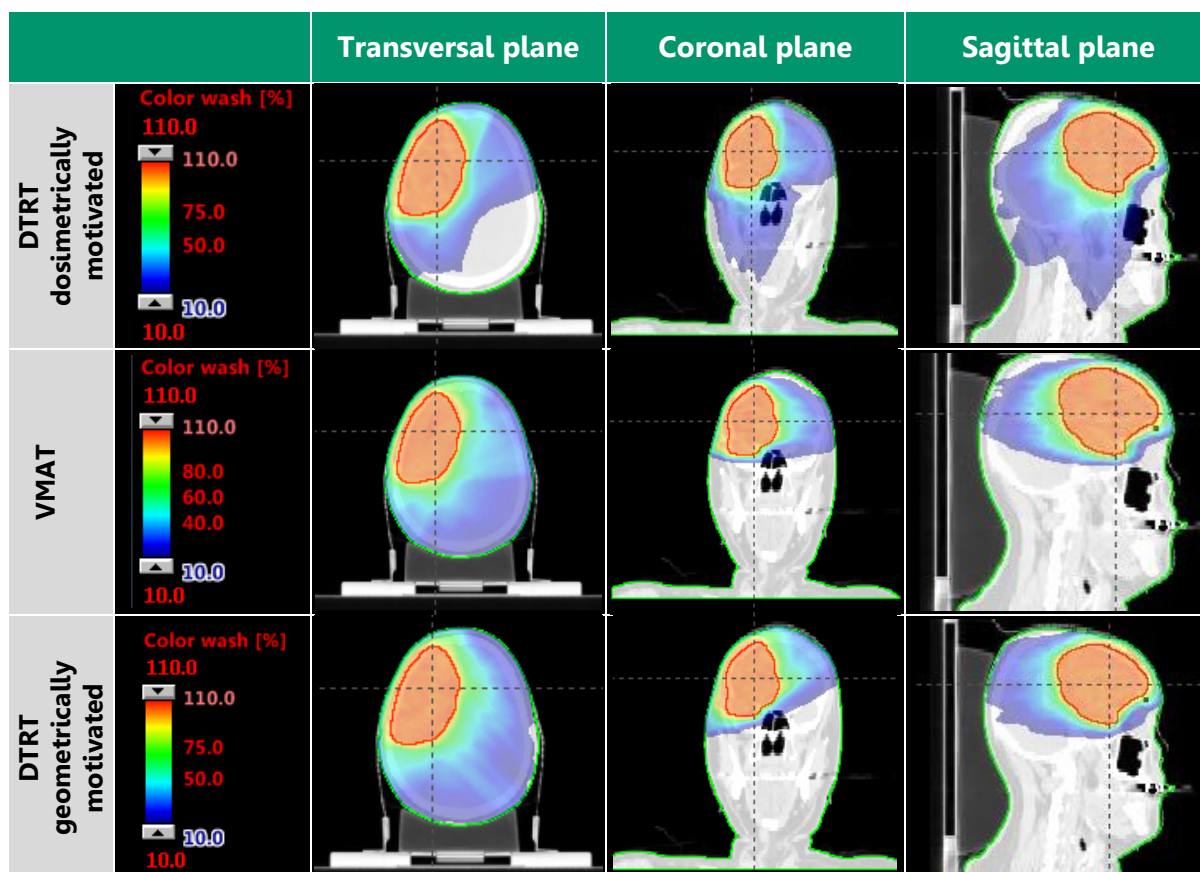 Transversal plane
Coronal plane
Sagittal plane
DTRT
dosimetrically
motivated
Color wash [%]
110.0
110.0
75.0
50.0
10.0
10.0
VMAT
Color wash [%]
110.0
110.0
80.0
60.0
40.0
10.0
10.0
DTRT
geometrically
motivated
Color wash [%]
110.0
110.0
75.0
50.0
10.0
10.0